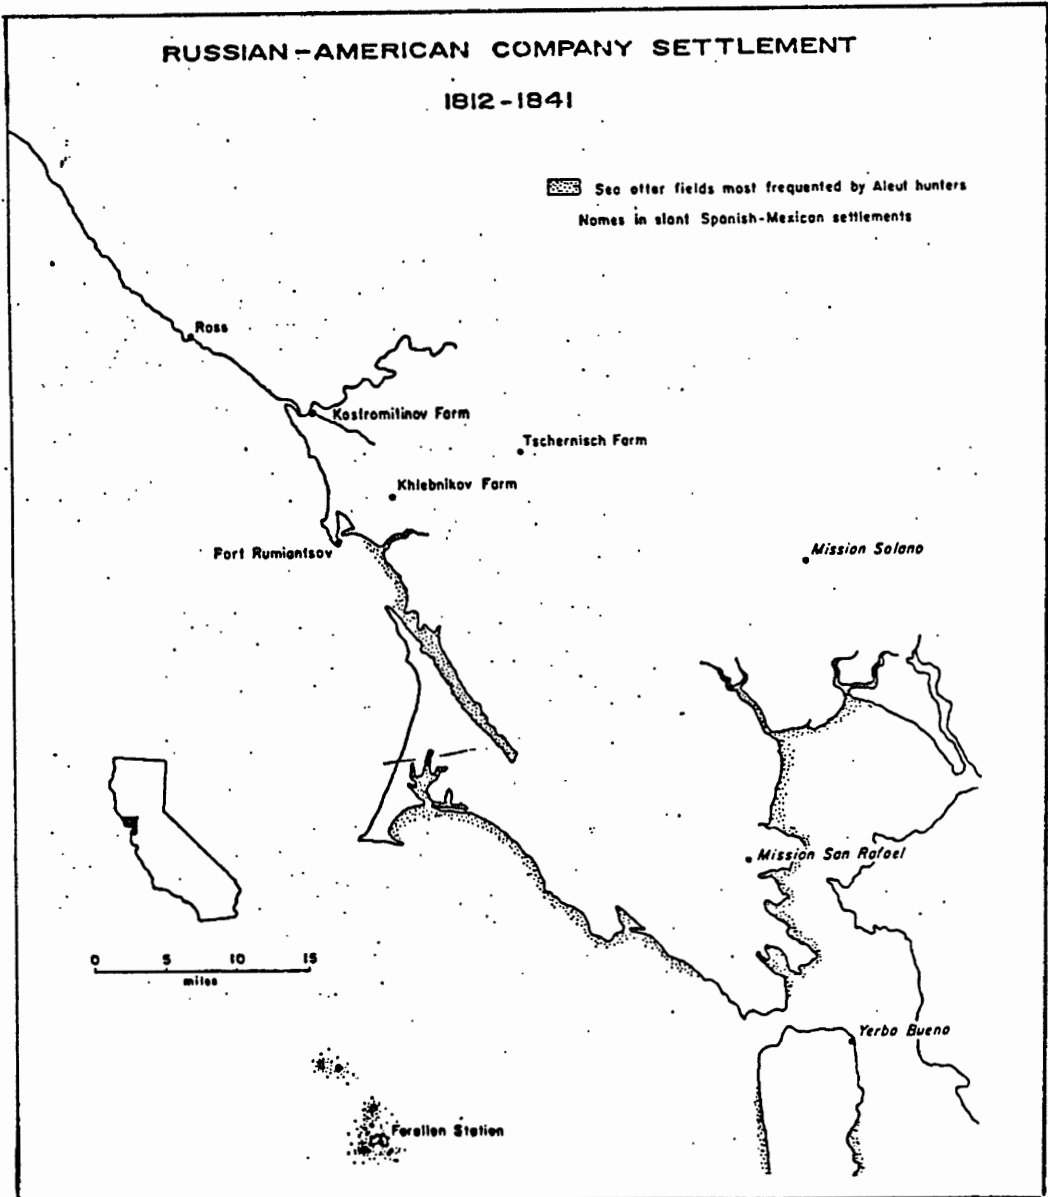 RUSSIAN-AMERICAN COMPANY SETTLEMENT
1812-1841
Sea otter fields most frequented by Aleut hunters
Names in slant Spanish-Mexican settlements
Ross
Kostromitinov Farm
Tschernisch Farm
Khlebnikov Farm
Port Rumiantsov
Mission Solano
Mission San Rafael
0 5 10 15
miles
Yerba Buena
Farallon Station